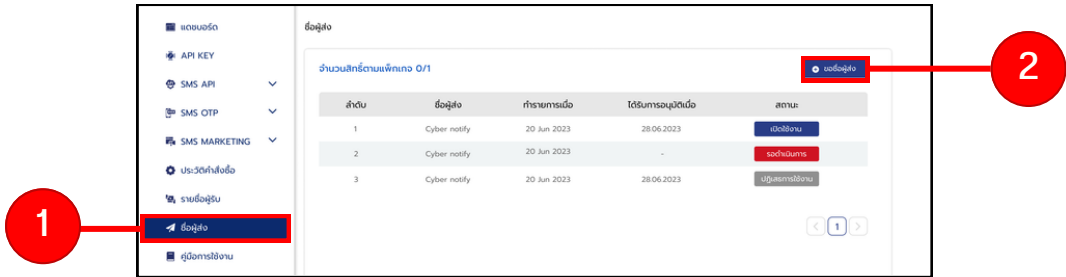 แดชบอร์ด
API KEY
SMS API
SMS OTP
SMS MARKETING
ประวัติคำสั่งซื้อ
รายชื่อผู้รับ
ชื่อผู้ส่ง
คู่มือการใช้งาน
1
ชื่อผู้ส่ง
จำนวนสิทธิ์ตามแพ็กเกจ 0/1
ขอชื่อผู้ส่ง
2
ลำดับ ชื่อผู้ส่ง ทำรายการเมื่อ ได้รับการอนุมัติเมื่อ สถานะ
1 Cyber notify 20 Jun 2023 28.06.2023 เปิดใช้งาน
2 Cyber notify 20 Jun 2023 - รอดำเนินการ
3 Cyber notify 20 Jun 2023 28.06.2023 ปฏิเสธการใช้งาน
< 1 >